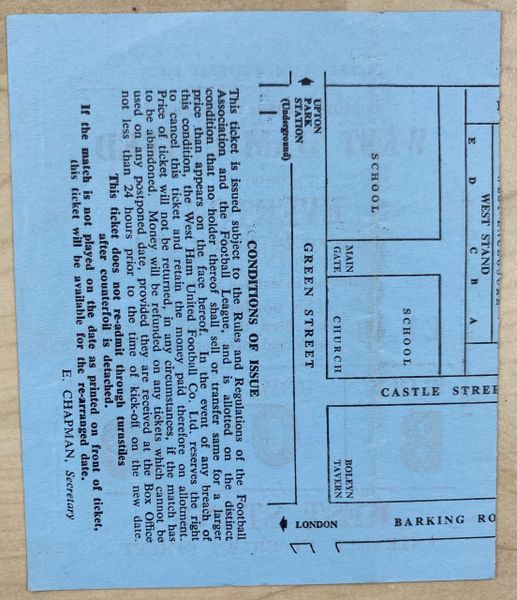 UPTON
PARK
STATION
(Underground)
SCHOOL
MAIN
GATE
CHURCH
SCHOOL
E D C B A
WEST STAND
GREEN STREET
CASTLE STREE
BOLEYN
TAVERN
LONDON
BARKING RO
CONDITIONS OF ISSUE
This ticket is issued subject to the Rules and Regulations of the Football
Association and the Football League, and is allotted on the distinct
condition that no holder thereof shall sell or transfer same for a larger
price than appears on the face hereof. In the event of any breach of
this condition, the West Ham United Football Co. Ltd. reserves the right
to cancel this ticket and retain the money paid therefore on allotment.
Price of ticket will not be returned, in any circumstances, if the match has
to be abandoned. Money will be refunded on any tickets which cannot be
used on any postponed date, provided they are received at the Box Office
not less than 24 hours prior to the time of kick-off on the new date.
This ticket does not re-admit through turnstiles
after counterfoil is detached.
If the match is not played on the date as printed on front of ticket,
this ticket will be available for the re-arranged date.
E. CHAPMAN, Secretary